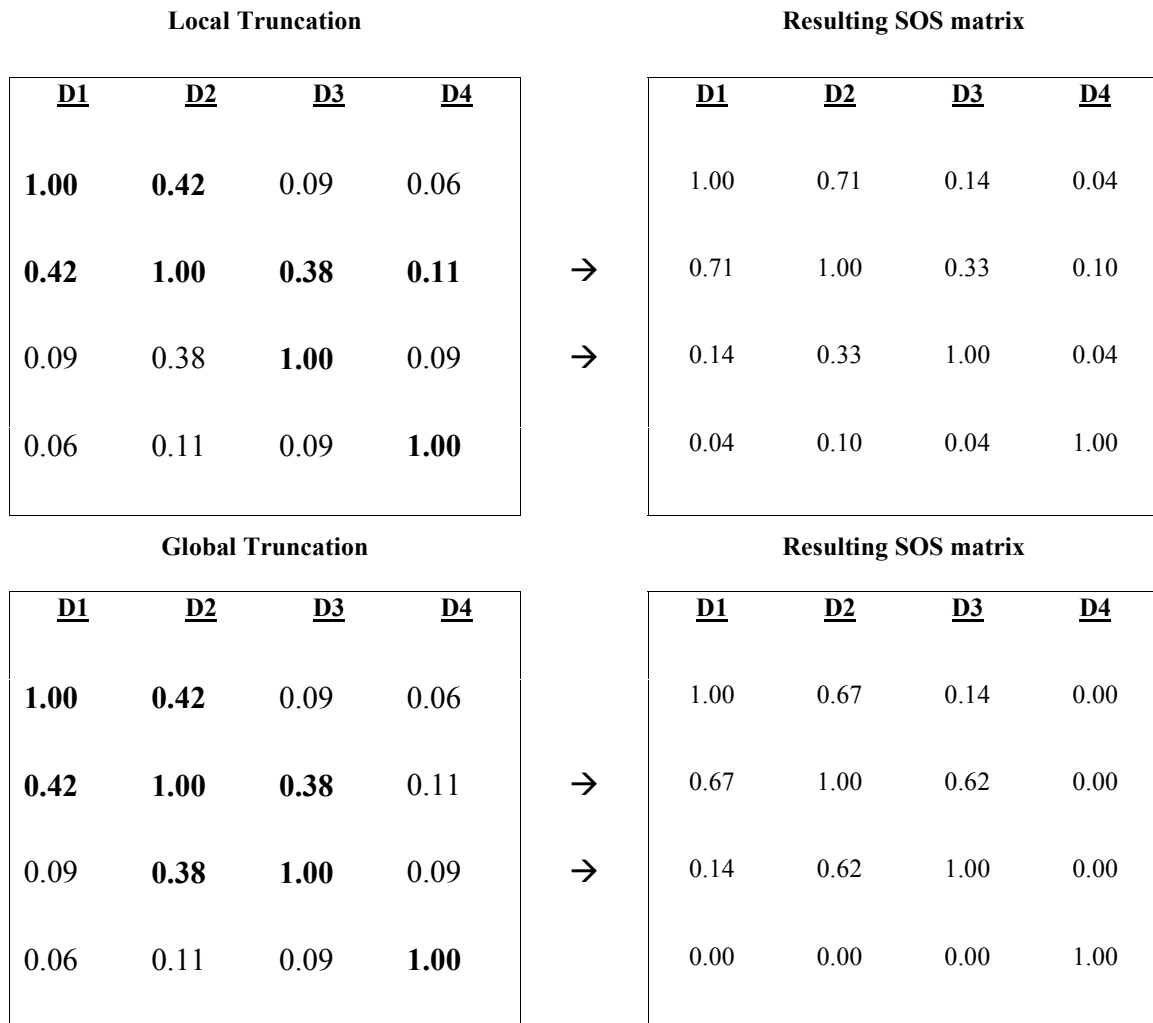 Local Truncation Resulting SOS matrix
D1 D2 D3 D4 D1 D2 D3 D4
1.00 0.42 0.09 0.06 1.00 0.71 0.14 0.04
0.42 1.00 0.38 0.11 → 0.71 1.00 0.33 0.10
0.09 0.38 1.00 0.09 → 0.14 0.33 1.00 0.04
0.06 0.11 0.09 1.00 0.04 0.10 0.04 1.00
Global Truncation Resulting SOS matrix
D1 D2 D3 D4 D1 D2 D3 D4
1.00 0.42 0.09 0.06 1.00 0.67 0.14 0.00
0.42 1.00 0.38 0.11 → 0.67 1.00 0.62 0.00
0.09 0.38 1.00 0.09 → 0.14 0.62 1.00 0.00
0.06 0.11 0.09 1.00 0.00 0.00 0.00 1.00